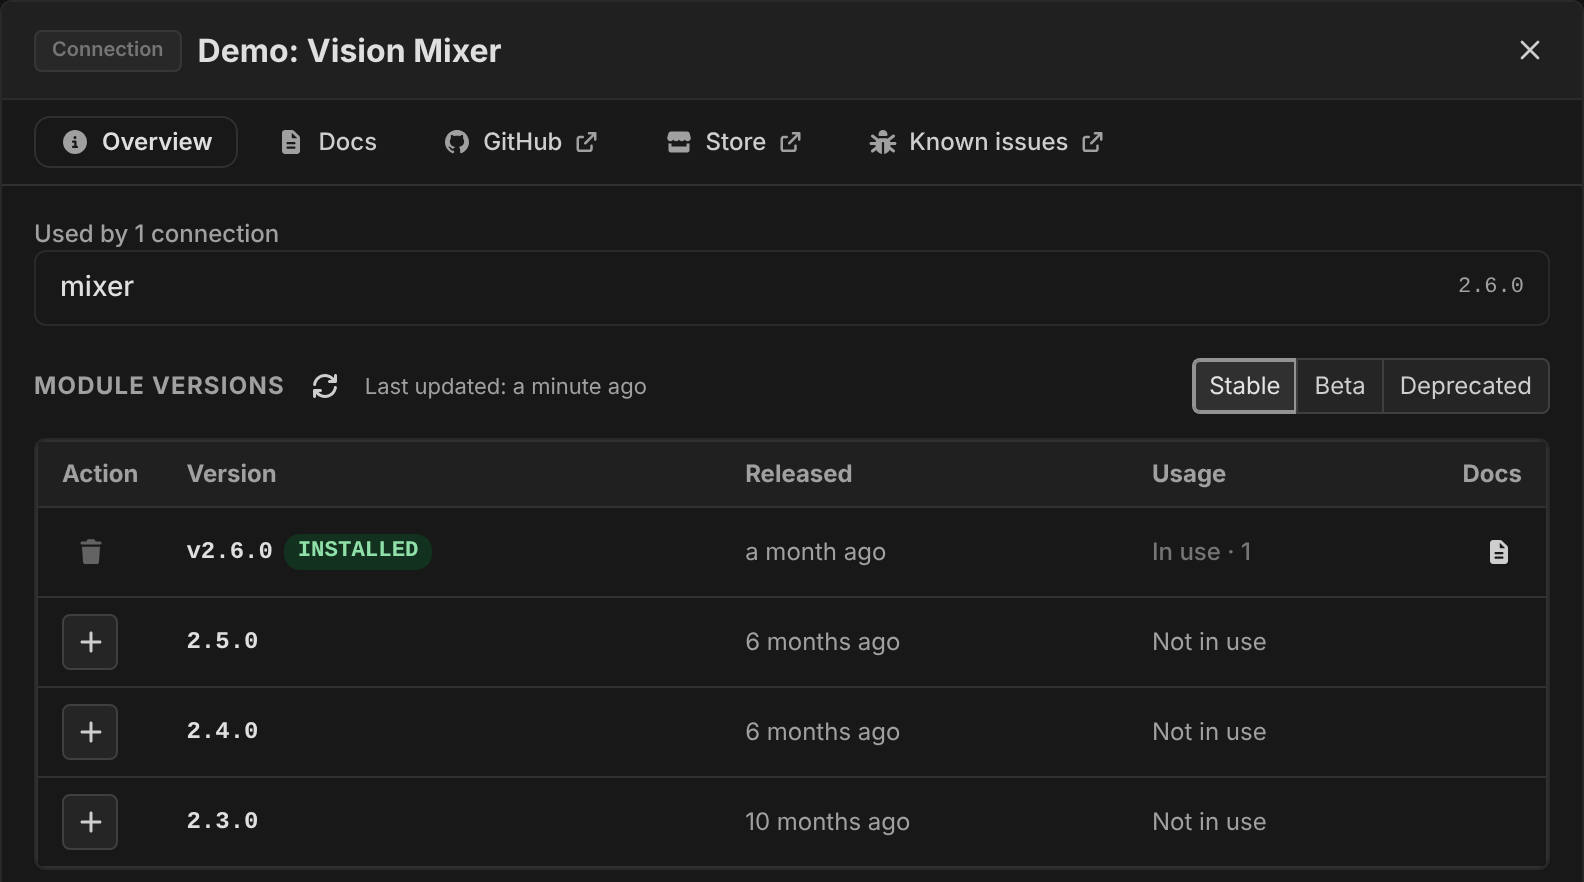 Connection Demo: Vision Mixer
Overview Docs GitHub Store Known issues
Used by 1 connection
mixer 2.6.0
MODULE VERSIONS Last updated: a minute ago Stable Beta Deprecated
Action Version Released Usage Docs
v2.6.0 INSTALLED a month ago In use · 1
2.5.0 6 months ago Not in use
2.4.0 6 months ago Not in use
2.3.0 10 months ago Not in use